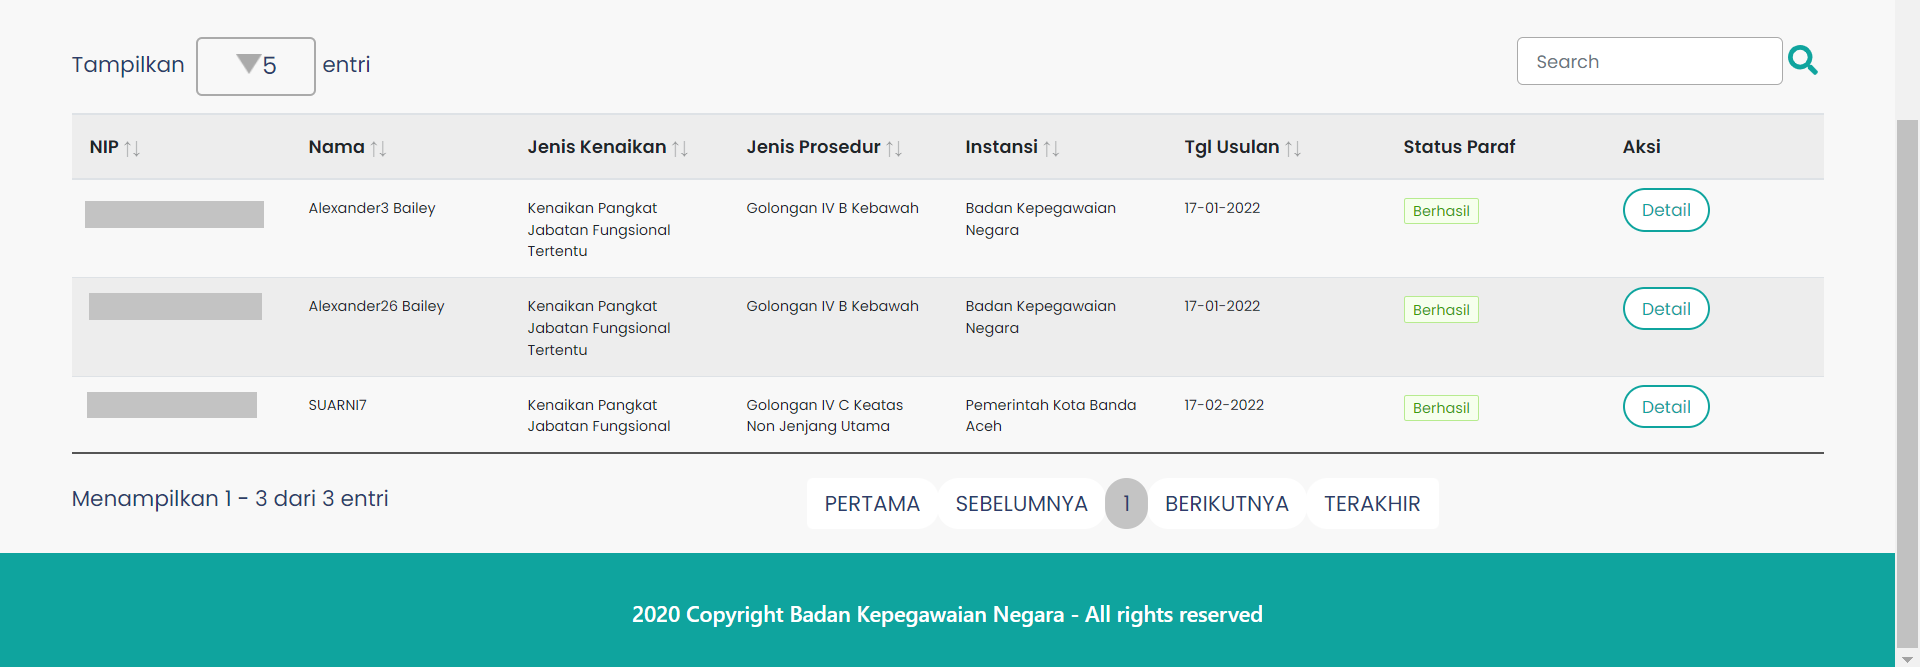 Tampilkan 5 entri
Search
NIP Nama Jenis Kenaikan Jenis Prosedur Instansi Tgl Usulan Status Paraf Aksi
Alexander3 Bailey Kenaikan Pangkat Golongan IV B Kebawah Badan Kepegawaian 17-01-2022 Berhasil Detail
Jabatan Fungsional Negara
Tertentu
Alexander26 Bailey Kenaikan Pangkat Golongan IV B Kebawah Badan Kepegawaian 17-01-2022 Berhasil Detail
Jabatan Fungsional Negara
Tertentu
SUARNI7 Kenaikan Pangkat Golongan IV C Keatas Pemerintah Kota Banda 17-02-2022 Berhasil Detail
Jabatan Fungsional Non Jenjang Utama Aceh
Menampilkan 1 - 3 dari 3 entri
PERTAMA SEBELUMNYA 1 BERIKUTNYA TERAKHIR
2020 Copyright Badan Kepegawaian Negara - All rights reserved